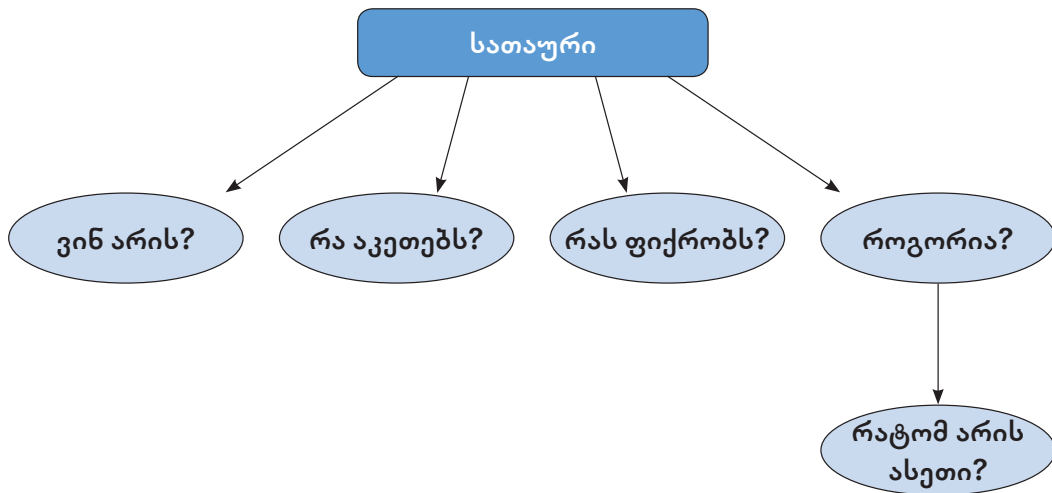 სათაური
ვინ არის?
რა აკეთებს?
რას ფიქრობს?
როგორია?
რატომ არის
ასეთი?